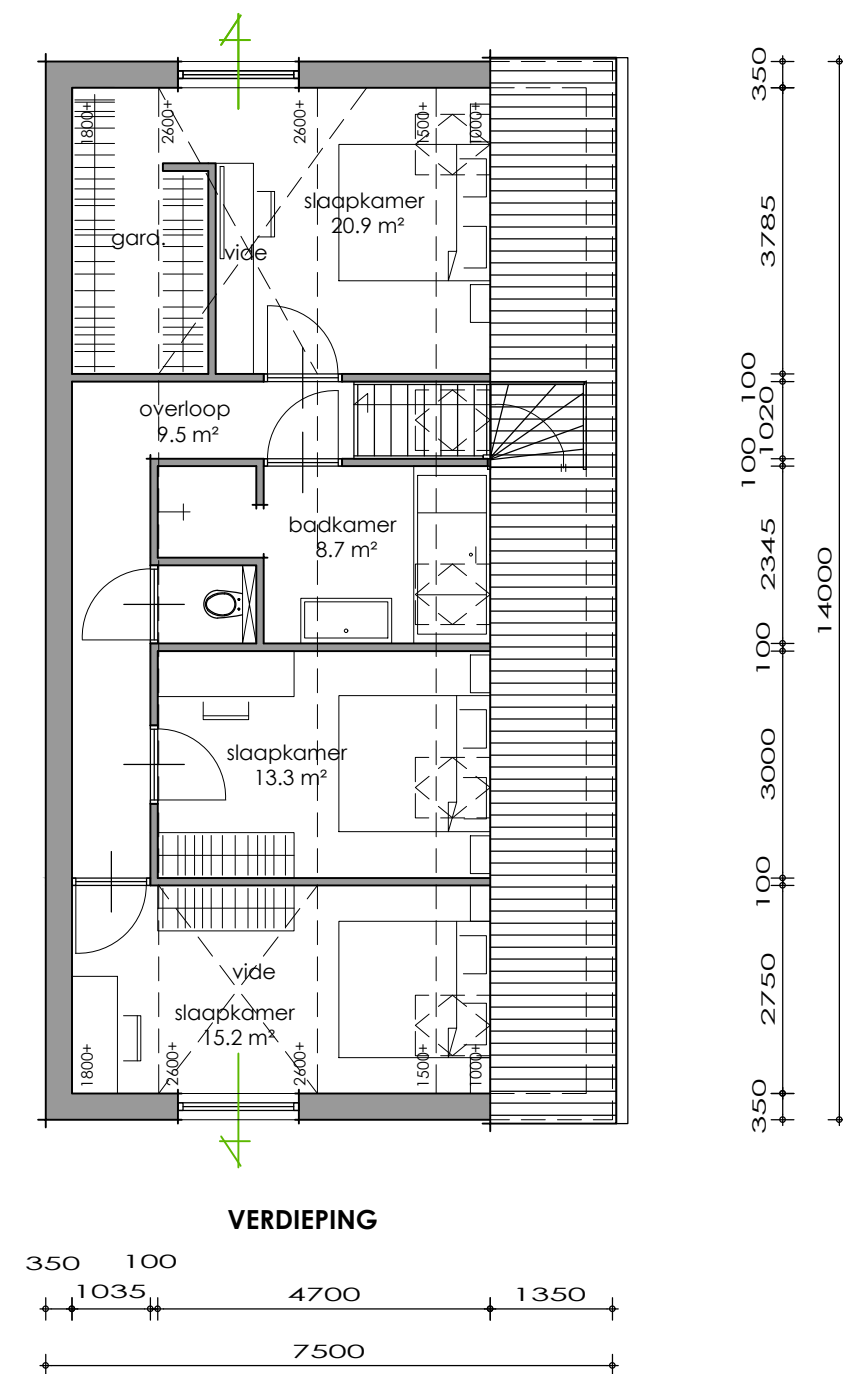 A
1800+
2600+
2600+
1500+
1000+
slaapkamer
20.9 m²
gard.
vide
overloop
9.5 m²
badkamer
8.7 m²
slaapkamer
13.3 m²
vide
slaapkamer
15.2 m²
1800+
2600+
2600+
1500+
1000+
A
350
3785
100
1020
100
2345
100
3000
100
2750
350
14000
VERDIEPING
350
100
1035
4700
1350
7500